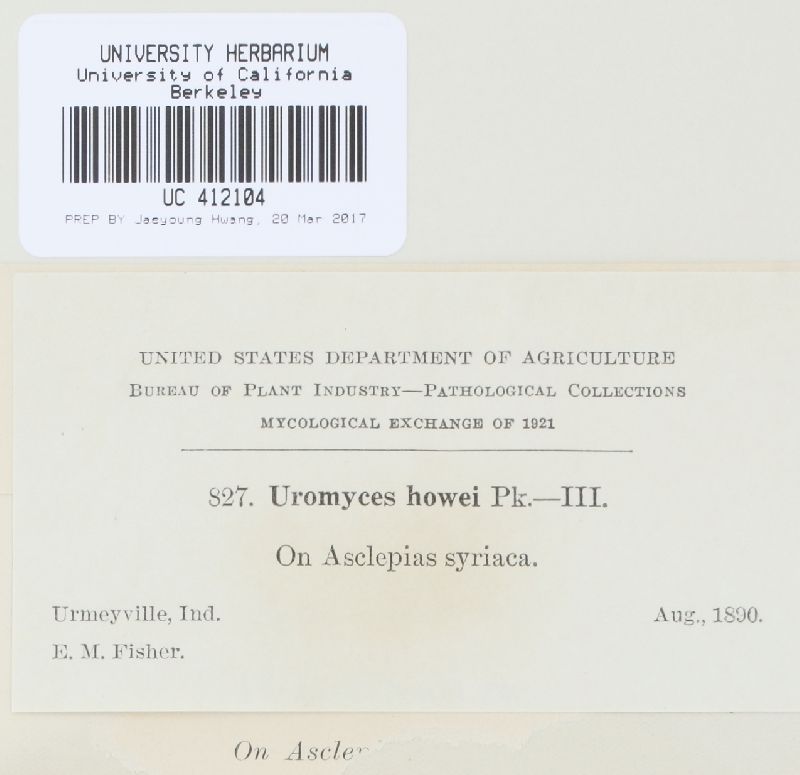 UNIVERSITY HERBARIUM
University of California
Berkeley
UC 412104
PREP BY Jaeyoung Hwang, 20 Mar 2017
UNITED STATES DEPARTMENT OF AGRICULTURE
BUREAU OF PLANT INDUSTRY—PATHOLOGICAL COLLECTIONS
MYCOLOGICAL EXCHANGE OF 1921
827. Uromyces howei Pk.—III.
On Asclepias syriaca.
Urmeyville, Ind. Aug., 1890.
E. M. Fisher.
On